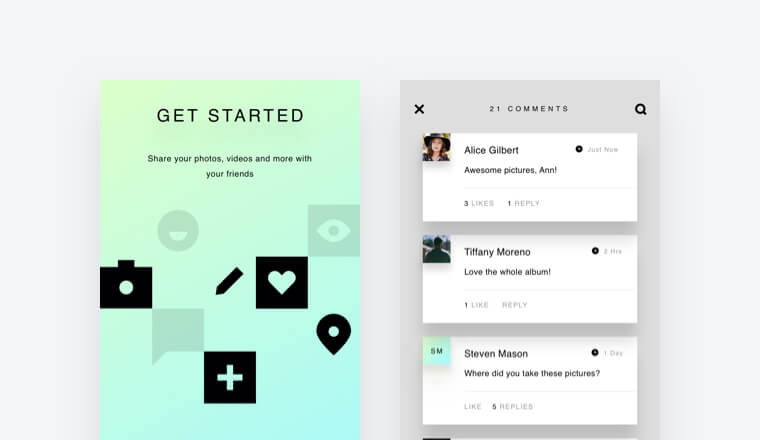 GET STARTED
Share your photos, videos and more with
your friends
21 COMMENTS
Alice Gilbert
Just Now
Awesome pictures, Ann!
3 LIKES 1 REPLY
Tiffany Moreno
3 Hrs
Love the whole album!
1 LIKE REPLY
SM
Steven Mason
1 Day
Where did you take these pictures?
LIKE 5 REPLIES